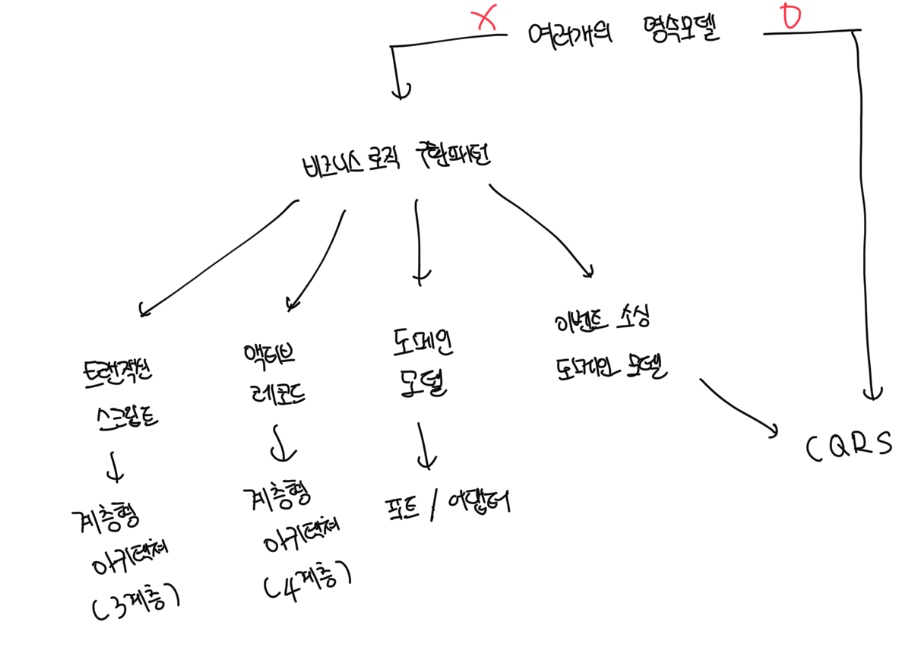 X 여러개의 영속모델 O
비즈니스 로직 구현패턴
트랜잭션
스크립트
액티브
레코드
도메인
모델
이벤트 소싱
도메인 모델
계층형
아키텍쳐
(3계층)
계층형
아키텍쳐
(4계층)
포트 / 어댑터
CQRS